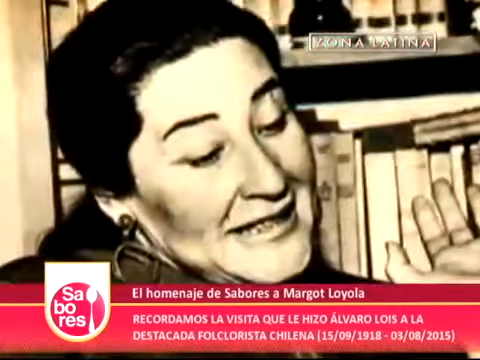 ZONA LATINA
El homenaje de Sabores a Margot Loyola
Sa
bo
res
RECORDAMOS LA VISITA QUE LE HIZO ÁLVARO LOIS A LA
DESTACADA FOLCLORISTA CHILENA (15/09/1918 - 03/08/2015)